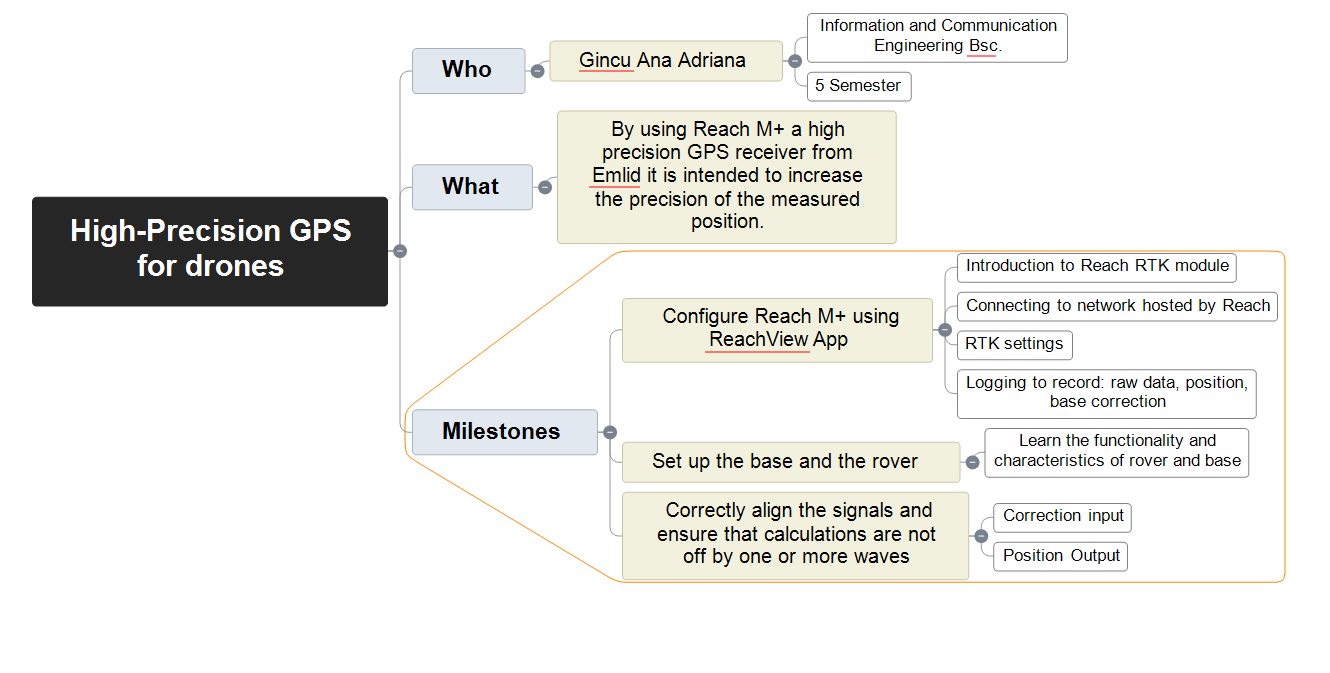 High-Precision GPS
for drones
Who
Gincu Ana Adriana
Information and Communication
Engineering Bsc.
5 Semester
What
By using Reach M+ a high
precision GPS receiver from
Emlid it is intended to increase
the precision of the measured
position.
Milestones
Configure Reach M+ using
ReachView App
Introduction to Reach RTK module
Connecting to network hosted by Reach
RTK settings
Logging to record: raw data, position,
base correction
Set up the base and the rover
Learn the functionality and
characteristics of rover and base
Correctly align the signals and
ensure that calculations are not
off by one or more waves
Correction input
Position Output